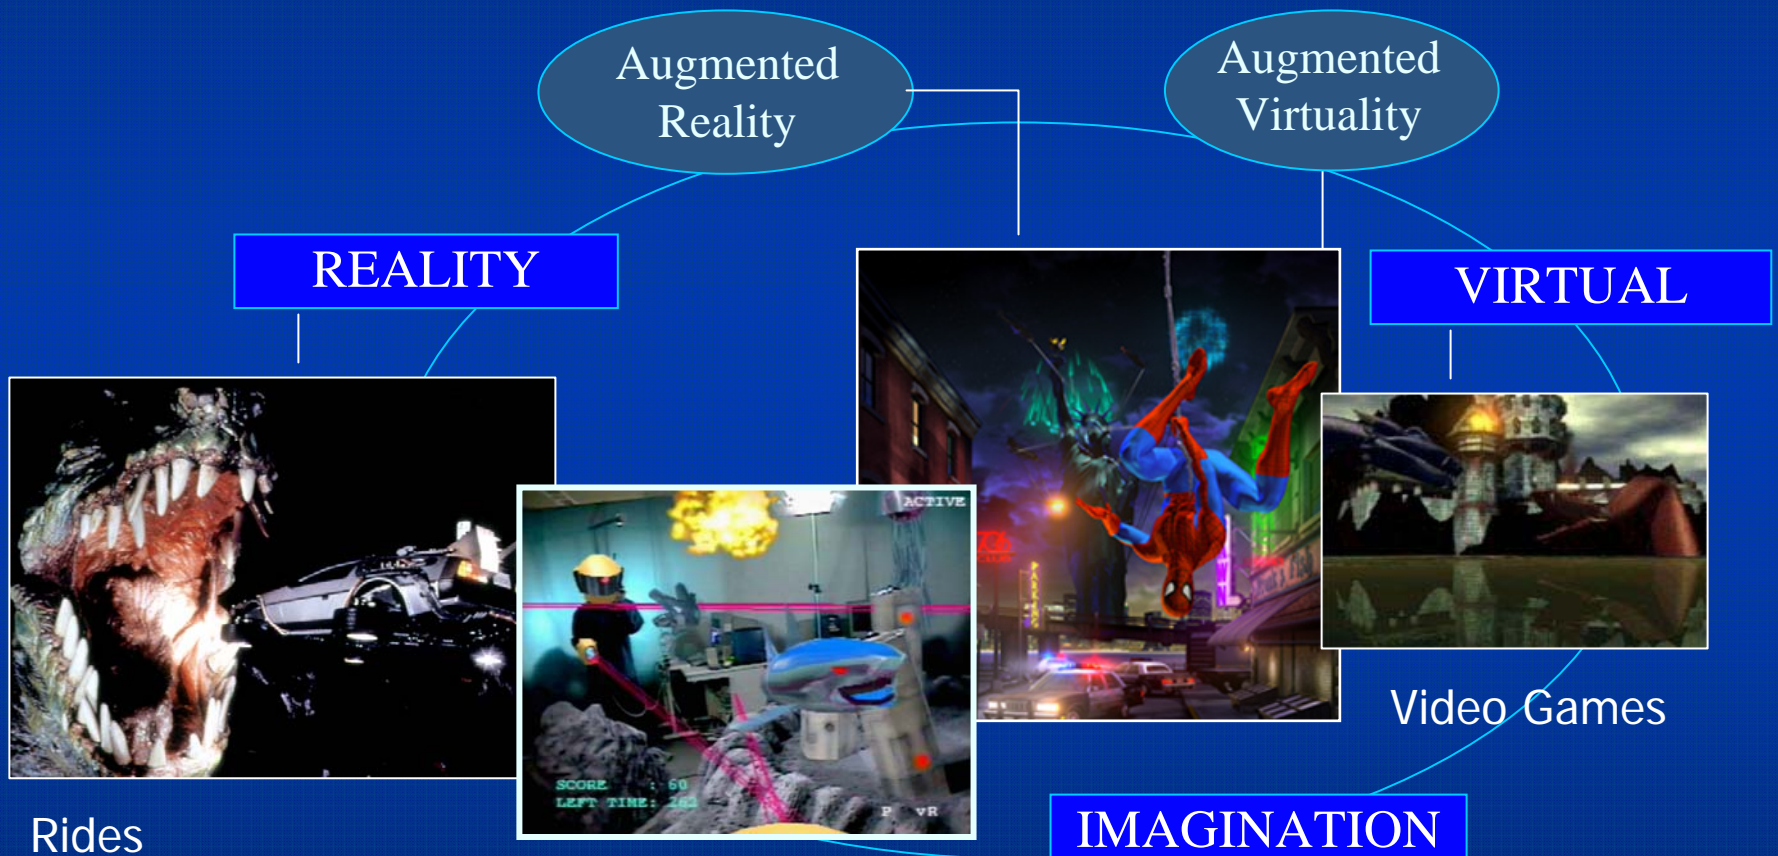 Augmented
Reality
Augmented
Virtuality
REALITY
VIRTUAL
ACTIVE
SCORE : 60
LEFT TIME: 262
Video Games
Rides
IMAGINATION